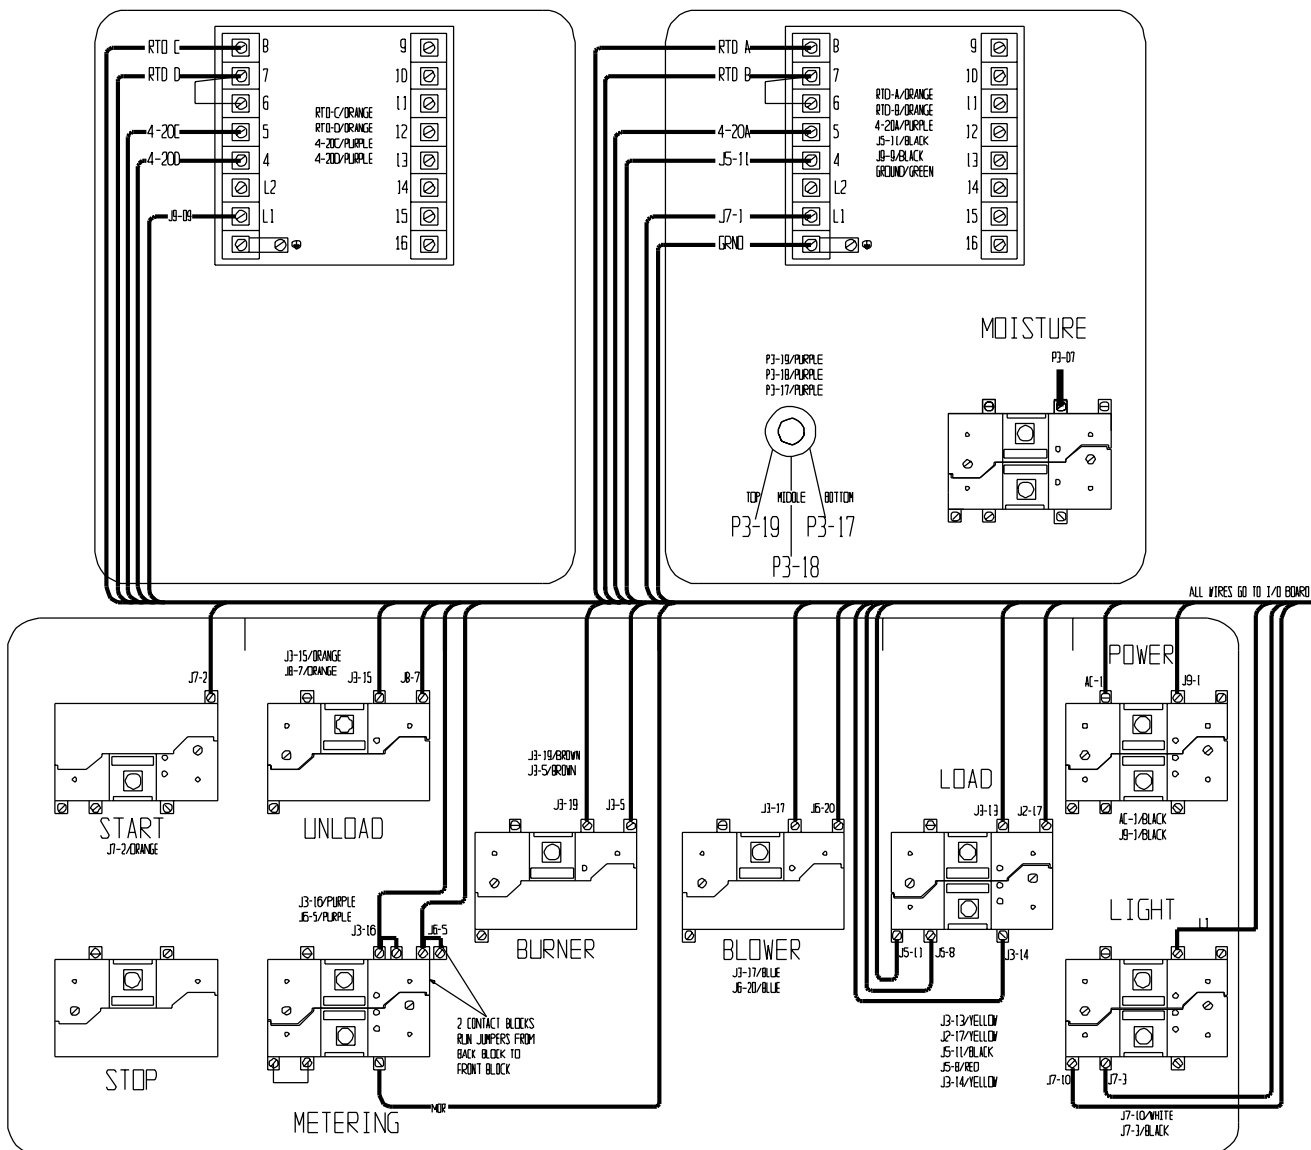 RTD C
8
9
RTD D
7
10
6
11
4-20C
5
12
4-20D
4
13
L2
14
J9-09
L1
15
16
RTD-C/ORANGE
RTD-D/ORANGE
4-20C/PURPLE
4-20D/PURPLE
RTD A
8
9
RTD B
7
10
6
11
4-20A
5
12
J5-11
4
13
L2
14
J7-1
L1
15
GRND
16
RTD-A/ORANGE
RTD-B/ORANGE
4-20A/PURPLE
J5-11/BLACK
J9-9/BLACK
GROUND/GREEN
MOISTURE
P3-07
P3-19/PURPLE
P3-18/PURPLE
P3-17/PURPLE
TOP MIDDLE BOTTOM
P3-19 P3-17
P3-18
ALL WIRES GO TO I/O BOARD
J7-2
START
J7-2/ORANGE
J3-15/ORANGE
J8-7/ORANGE
J3-15
J8-7
UNLOAD
J3-19/BROWN
J3-5/BROWN
J3-19
J3-5
BURNER
J3-17
J6-20
BLOWER
J3-17/BLUE
J6-20/BLUE
LOAD
J3-13
J2-17
J5-11
J5-8
J3-14
J3-13/YELLOW
J2-17/YELLOW
J5-11/BLACK
J5-8/RED
J3-14/YELLOW
POWER
AC-1
J9-1
AC-1/BLACK
J9-1/BLACK
LIGHT
L1
J7-10
J7-3
J7-10/WHITE
J7-3/BLACK
STOP
J3-16/PURPLE
J6-5/PURPLE
J3-16
J6-5
2 CONTACT BLOCKS
RUN JUMPERS FROM
BACK BLOCK TO
FRONT BLOCK
MDR
METERING